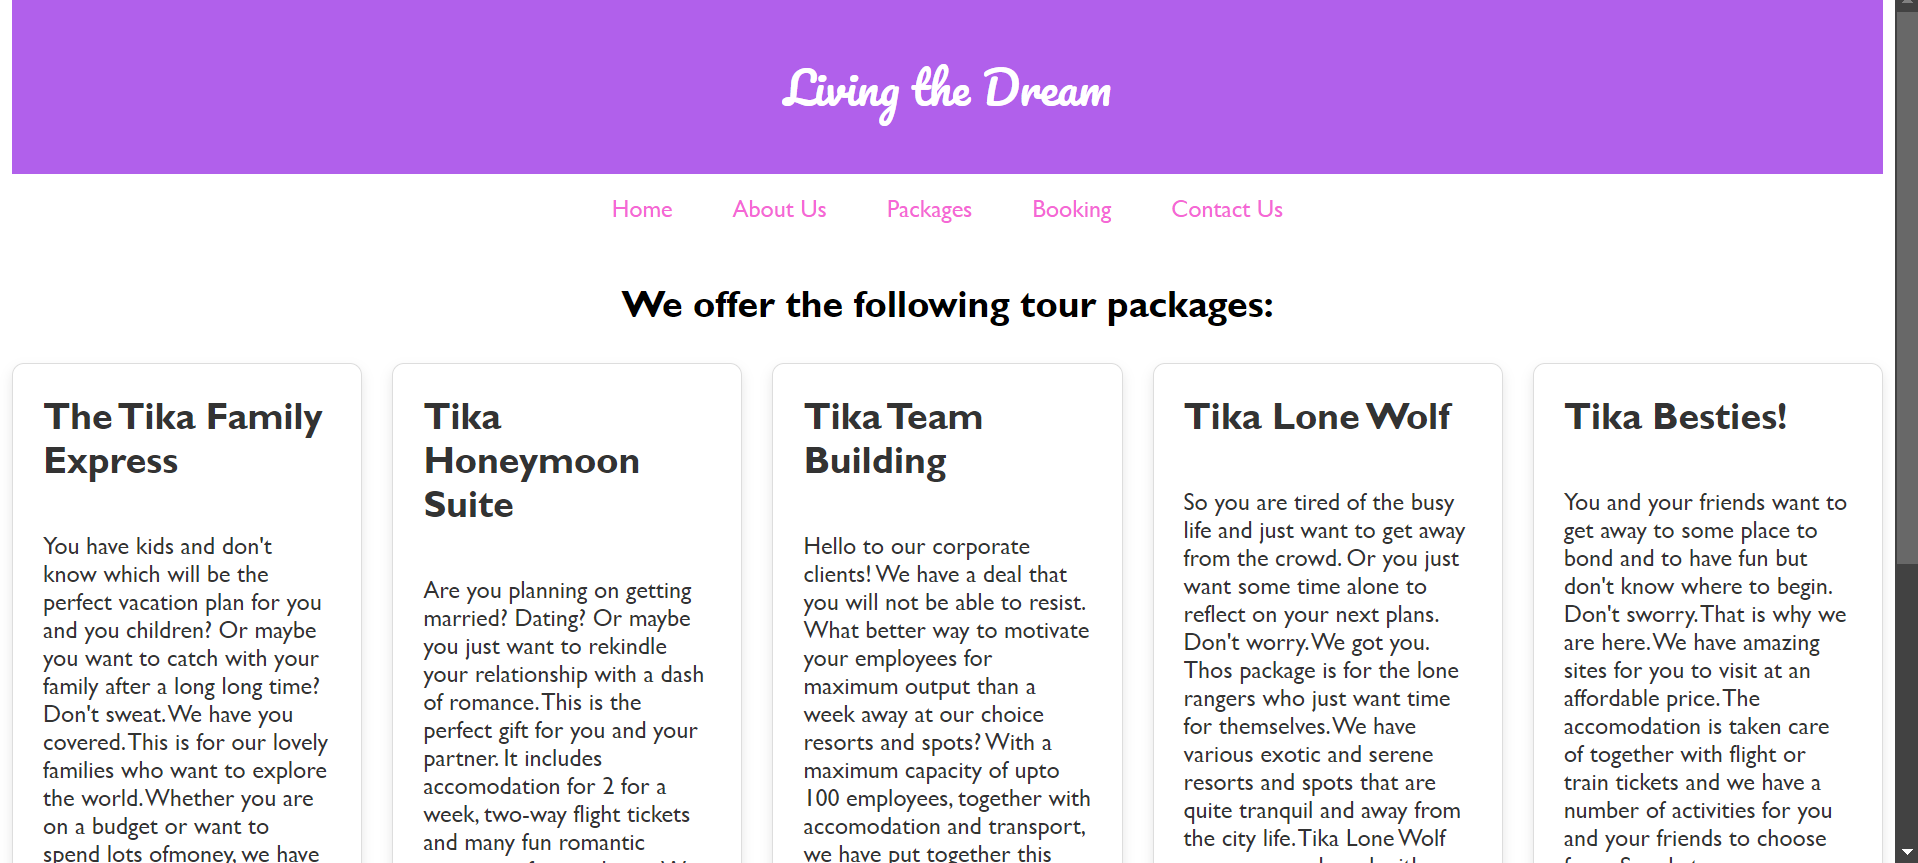 Living the Dream
Home About Us Packages Booking Contact Us
We offer the following tour packages:
The Tika Family
Express
You have kids and don't
know which will be the
perfect vacation plan for you
and you children? Or maybe
you want to catch with your
family after a long long time?
Don't sweat. We have you
covered. This is for our lovely
families who want to explore
the world. Whether you are
on a budget or want to
spend lots ofmoney, we have
Tika
Honeymoon
Suite
Are you planning on getting
married? Dating? Or maybe
you just want to rekindle
your relationship with a dash
of romance. This is the
perfect gift for you and your
partner. It includes
accomodation for 2 for a
week, two-way flight tickets
and many fun romantic
Tika Team
Building
Hello to our corporate
clients! We have a deal that
you will not be able to resist.
What better way to motivate
your employees for
maximum output than a
week away at our choice
resorts and spots? With a
maximum capacity of upto
100 employees, together with
accomodation and transport,
we have put together this
Tika Lone Wolf
So you are tired of the busy
life and just want to get away
from the crowd. Or you just
want some time alone to
reflect on your next plans.
Don't worry. We got you.
Thos package is for the lone
rangers who just want time
for themselves. We have
various exotic and serene
resorts and spots that are
quite tranquil and away from
the city life. Tika Lone Wolf
Tika Besties!
You and your friends want to
get away to some place to
bond and to have fun but
don't know where to begin.
Don't sworry. That is why we
are here. We have amazing
sites for you to visit at an
affordable price. The
accomodation is taken care
of together with flight or
train tickets and we have a
number of activities for you
and your friends to choose